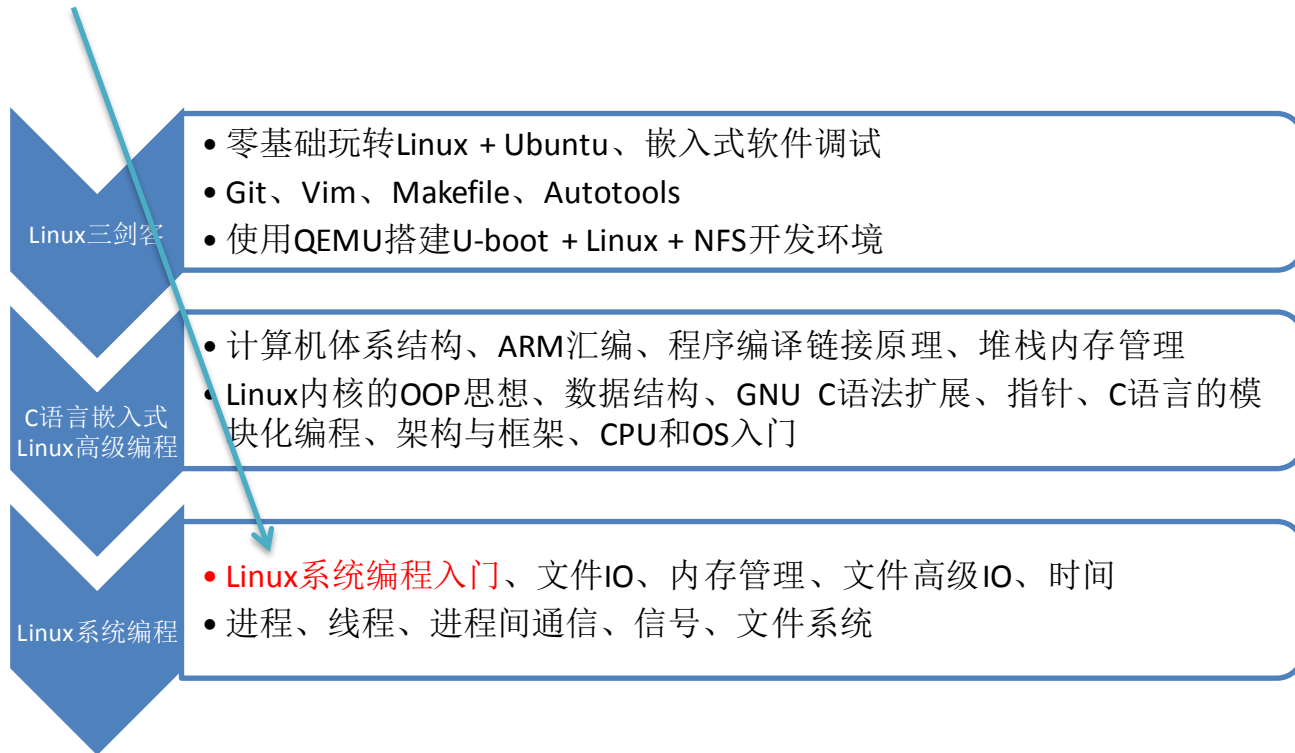 Linux三剑客
• 零基础玩转Linux + Ubuntu、嵌入式软件调试
• Git、Vim、Makefile、Autotools
• 使用QEMU搭建U-boot + Linux + NFS开发环境
C语言嵌入式
Linux高级编程
• 计算机体系结构、ARM汇编、程序编译链接原理、堆栈内存管理
• Linux内核的OOP思想、数据结构、GNU C语法扩展、指针、C语言的模
块化编程、架构与框架、CPU和OS入门
Linux系统编程
• Linux系统编程入门、文件IO、内存管理、文件高级IO、时间
• 进程、线程、进程间通信、信号、文件系统